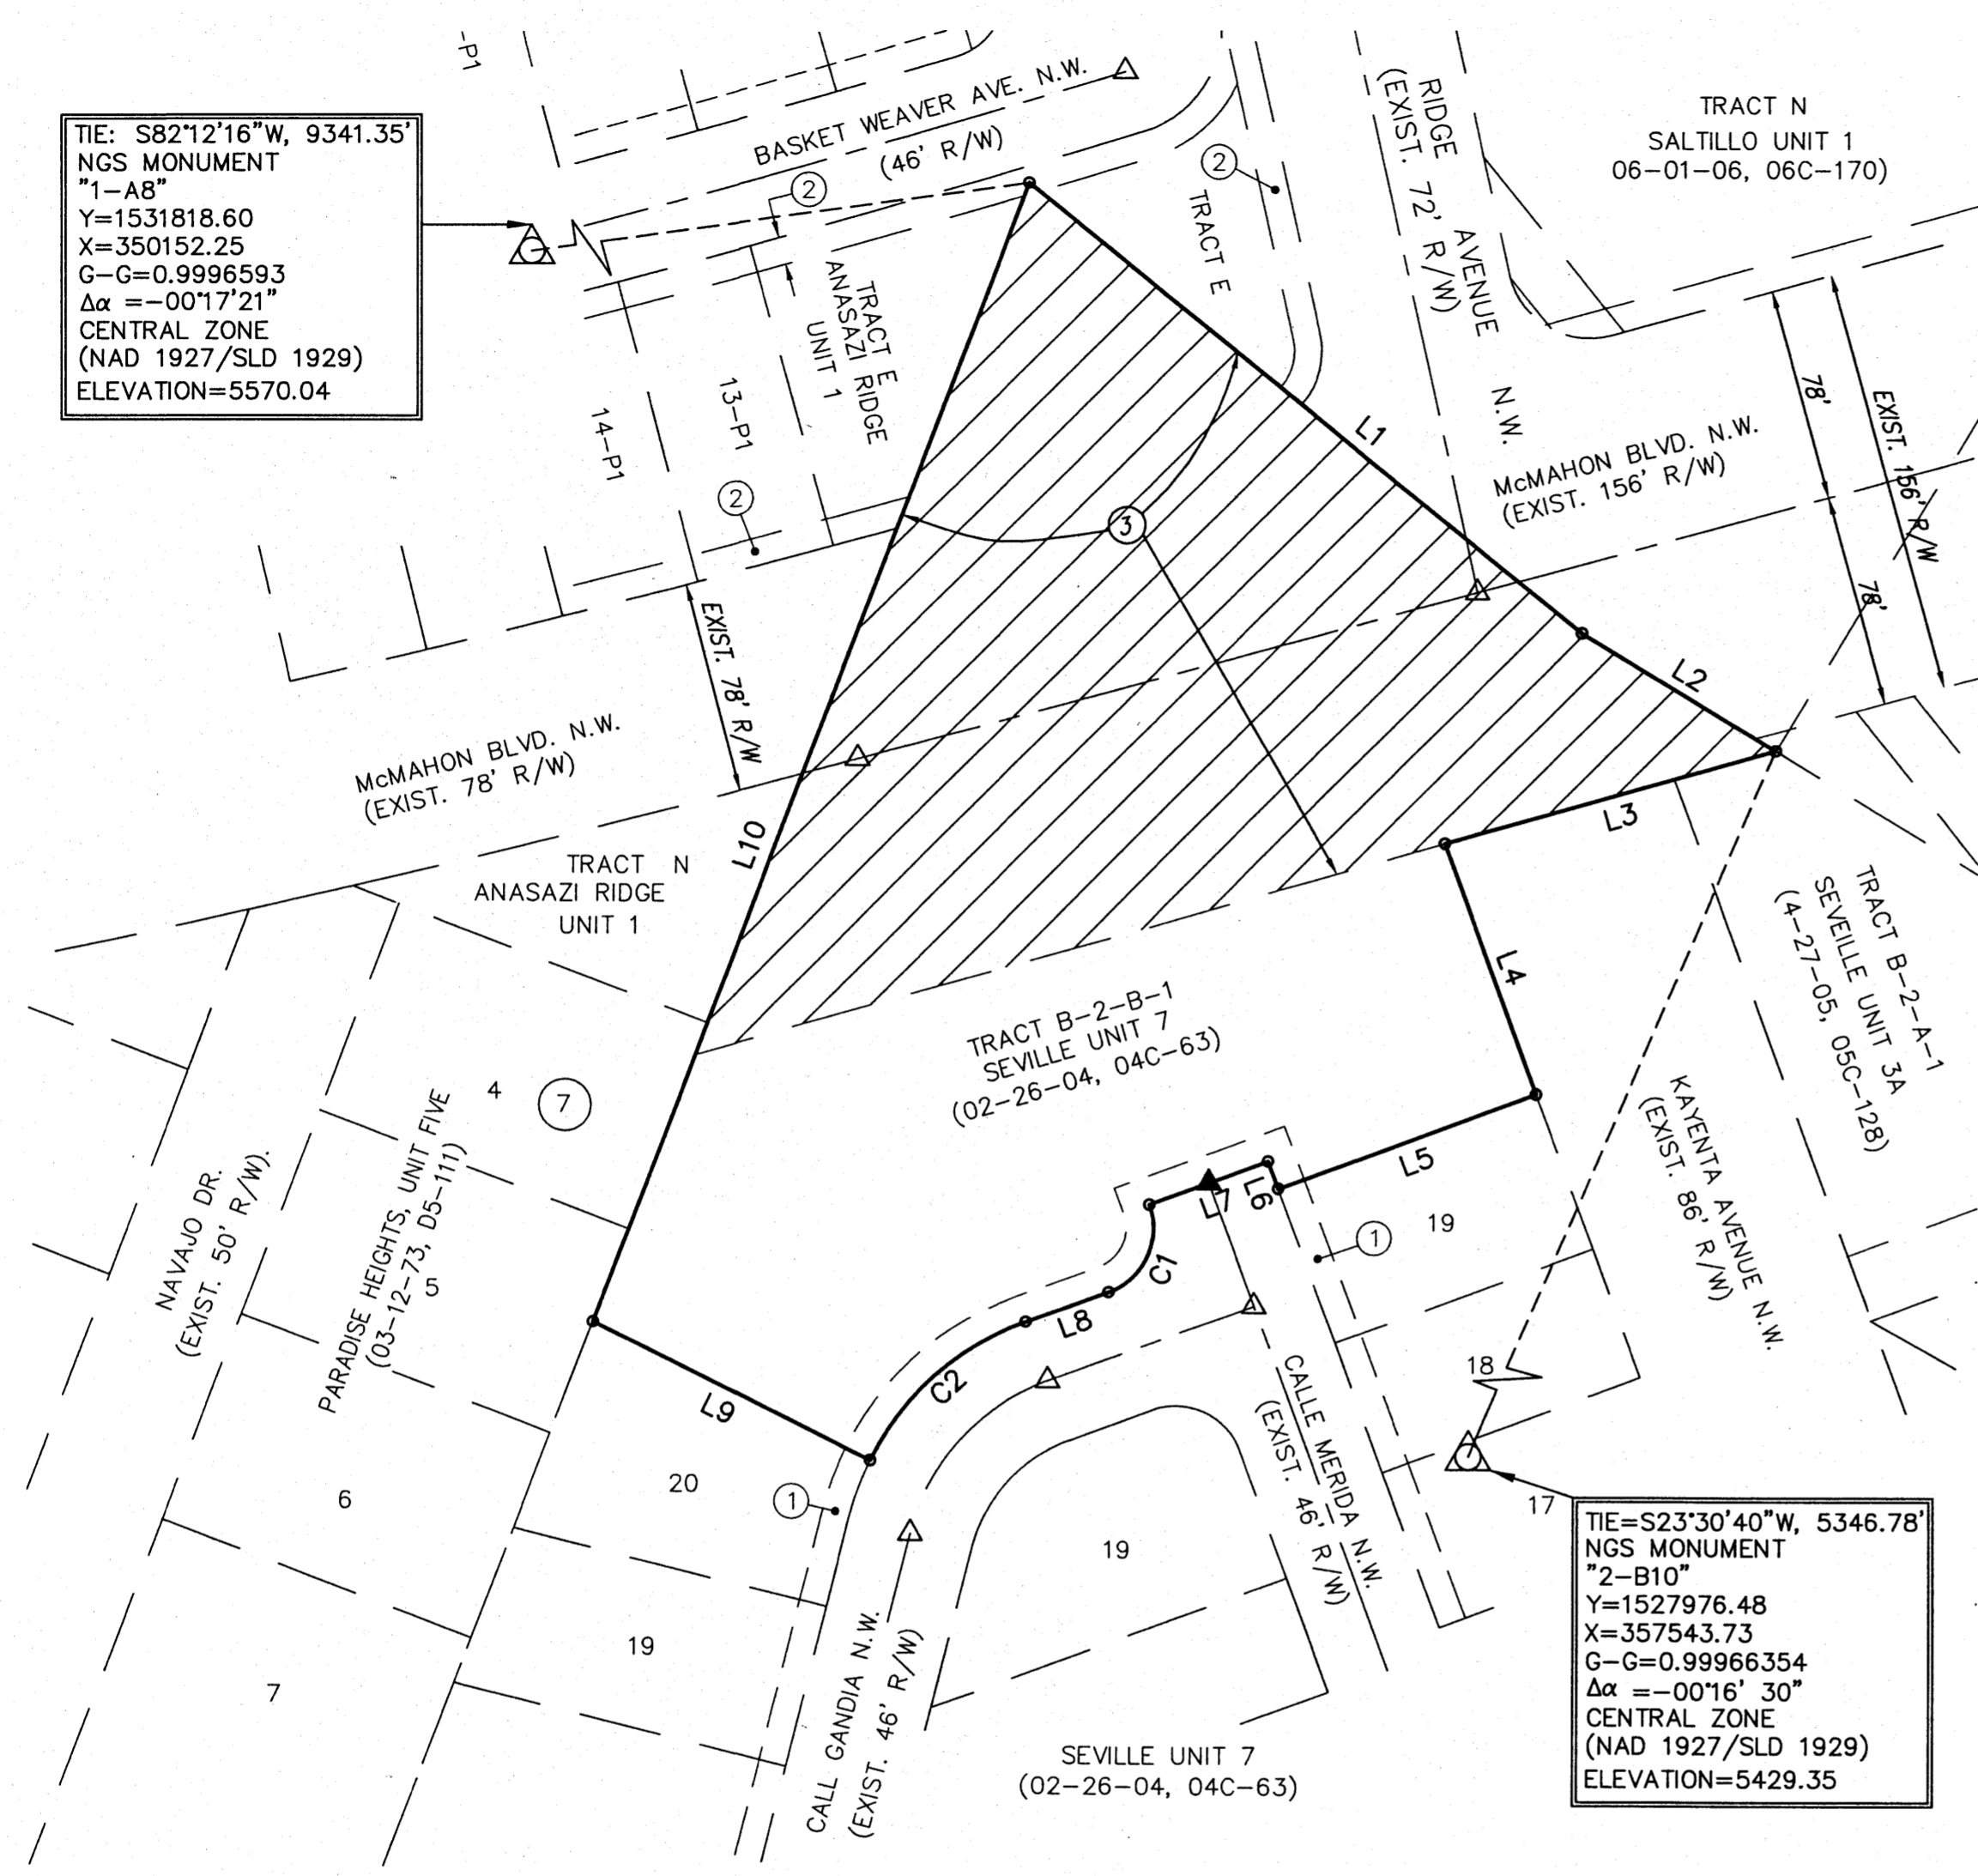 -P1
TIE: S82°12'16"W, 9341.35'
NGS MONUMENT
"1-A8"
Y=1531818.60
X=350152.25
G-G=0.9996593
Δα =-00°17'21"
CENTRAL ZONE
(NAD 1927/SLD 1929)
ELEVATION=5570.04
BASKET WEAVER AVE. N.W.
(46' R/W)
2
2
TRACT E
RIDGE AVENUE N.W.
(EXIST. 72' R/W)
TRACT N
SALTILLO UNIT 1
06-01-06, 06C-170)
TRACT E
ANASAZI RIDGE
UNIT 1
13-P1
14-P1
2
3
L1
McMAHON BLVD. N.W.
(EXIST. 156' R/W)
78'
EXIST. 156' R/W
78'
EXIST. 78' R/W
McMAHON BLVD. N.W.
(EXIST. 78' R/W)
L2
L3
L10
TRACT N
ANASAZI RIDGE
UNIT 1
L4
TRACT B-2-B-1
SEVILLE UNIT 7
(02-26-04, 04C-63)
TRACT B-2-A-1
SEVEILLE UNIT 3A
(4-27-05, 05C-128)
4
7
KAYENTA AVENUE N.W.
(EXIST. 86' R/W)
NAVAJO DR.
(EXIST. 50' R/W).
PARADISE HEIGHTS, UNIT FIVE
(03-12-73, D5-111)
5
L5
L6
L7
19
1
C1
L8
C2
L9
CALLE MERIDA N.W.
(EXIST. 46' R/W)
18
6
20
1
17
19
19
7
CALL GANDIA N.W.
(EXIST. 46' R/W)
SEVILLE UNIT 7
(02-26-04, 04C-63)
TIE=S23°30'40"W, 5346.78'
NGS MONUMENT
"2-B10"
Y=1527976.48
X=357543.73
G-G=0.99966354
Δα =-00°16' 30"
CENTRAL ZONE
(NAD 1927/SLD 1929)
ELEVATION=5429.35